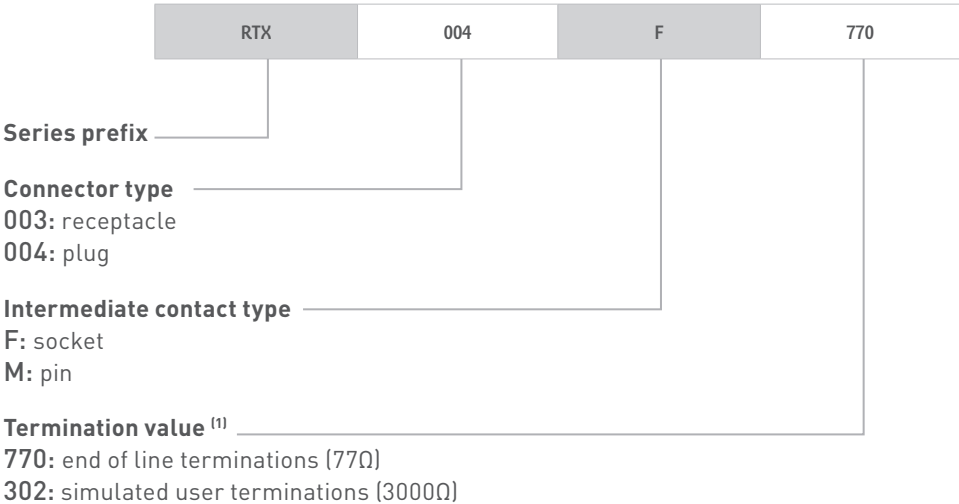 RTX 004 F 770
Series prefix
Connector type
003: receptacle
004: plug
Intermediate contact type
F: socket
M: pin
Termination value (1)
770: end of line terminations (77Ω)
302: simulated user terminations (3000Ω)